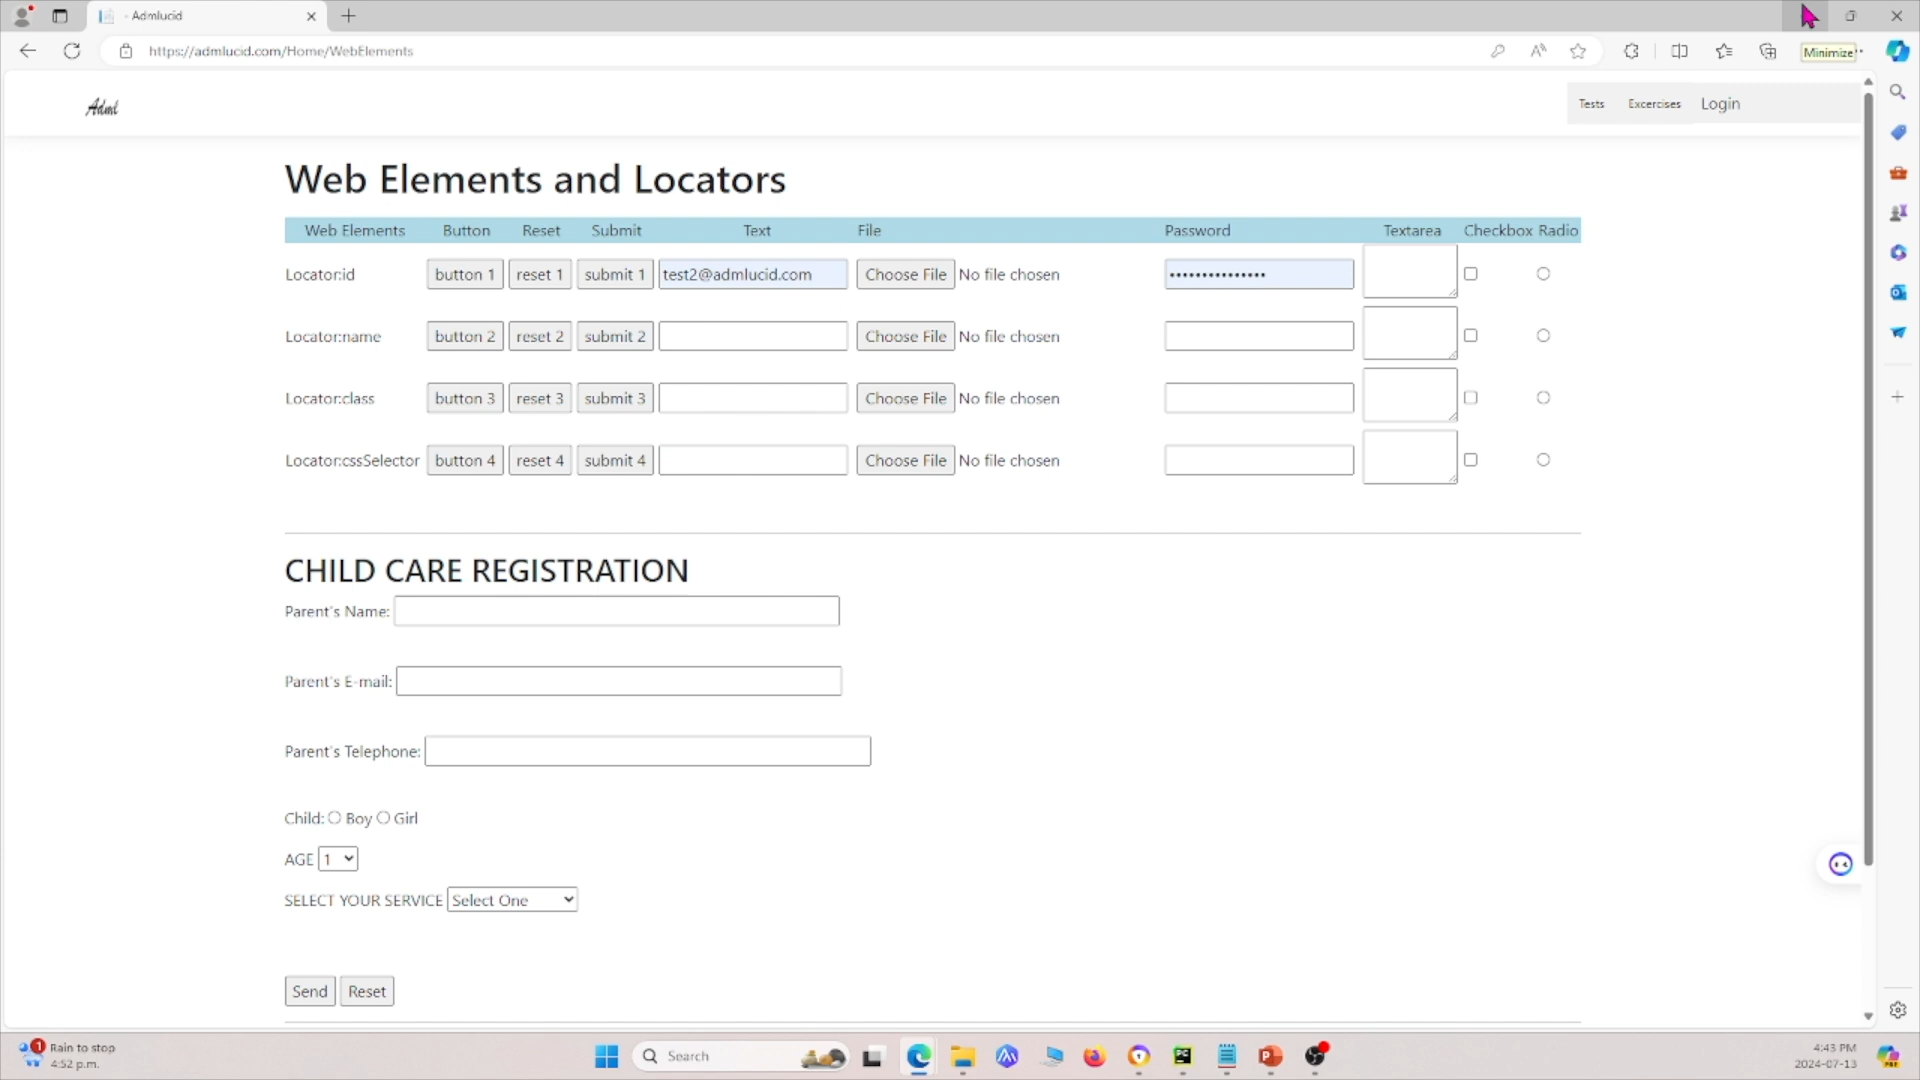 - Admlucid
https://admlucid.com/Home/WebElements
Minimize
Adml
Tests Excercises Login
Web Elements and Locators
Web Elements Button Reset Submit Text File Password Textarea Checkbox Radio
Locator:id button 1 reset 1 submit 1 test2@admlucid.com Choose File No file chosen •••••••••••••••
Locator:name button 2 reset 2 submit 2 Choose File No file chosen
Locator:class button 3 reset 3 submit 3 Choose File No file chosen
Locator:cssSelector button 4 reset 4 submit 4 Choose File No file chosen
CHILD CARE REGISTRATION
Parent's Name:
Parent's E-mail:
Parent's Telephone:
Child: Boy Girl
AGE 1
SELECT YOUR SERVICE Select One
Send Reset
1 Rain to stop
4:52 p.m.
Search
4:43 PM
2024-07-13